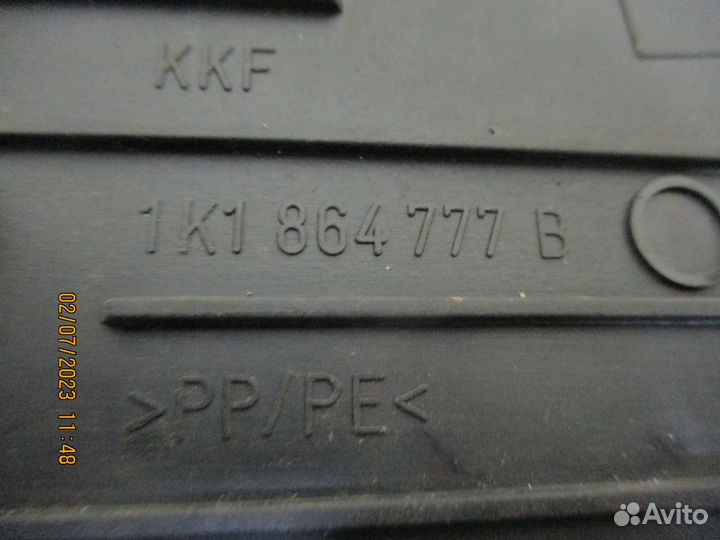 KKF
1K1 864 777 B
>PP/PE<
02/07/2023 11:48
Avito